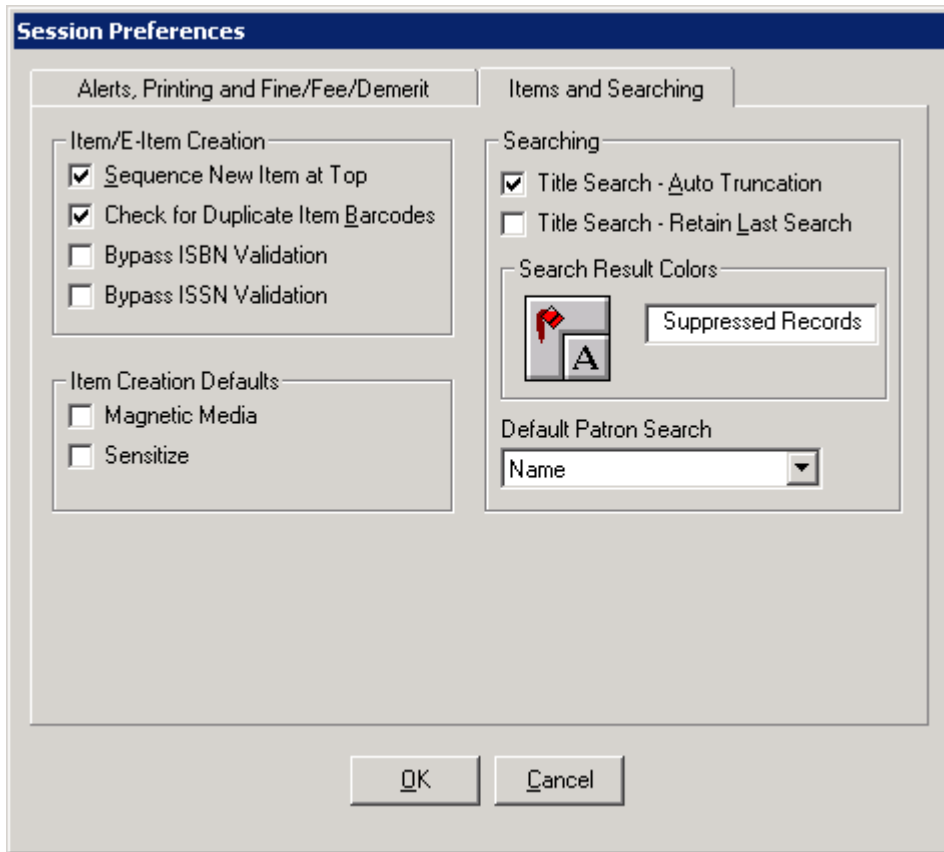 Session Preferences
Alerts, Printing and Fine/Fee/Demerit
Items and Searching
Item/E-Item Creation
Sequence New Item at Top
Check for Duplicate Item Barcodes
Bypass ISBN Validation
Bypass ISSN Validation
Item Creation Defaults
Magnetic Media
Sensitize
Searching
Title Search - Auto Truncation
Title Search - Retain Last Search
Search Result Colors
A
Suppressed Records
Default Patron Search
Name
OK
Cancel